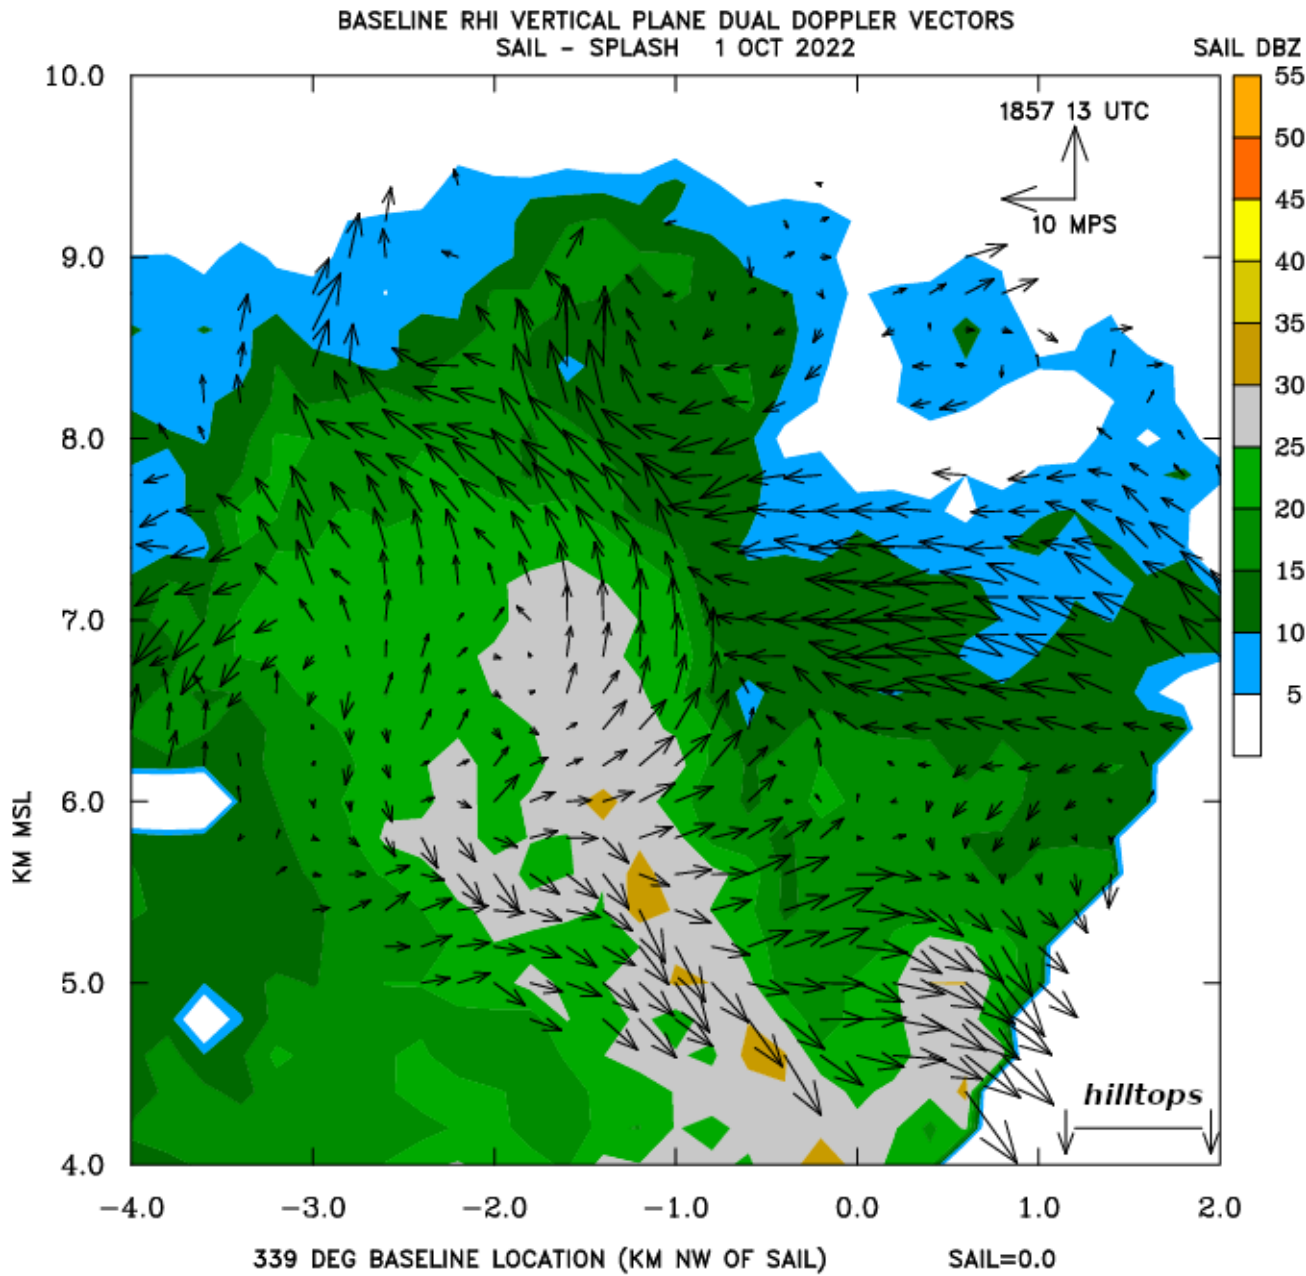 BASELINE RHI VERTICAL PLANE DUAL DOPPLER VECTORS
SAIL - SPLASH 1 OCT 2022
SAIL DBZ
10.0
9.0
8.0
7.0
6.0
5.0
4.0
KM MSL
1857 13 UTC
10 MPS
55
50
45
40
35
30
25
20
15
10
5
hilltops
-4.0 -3.0 -2.0 -1.0 0.0 1.0 2.0
339 DEG BASELINE LOCATION (KM NW OF SAIL) SAIL=0.0